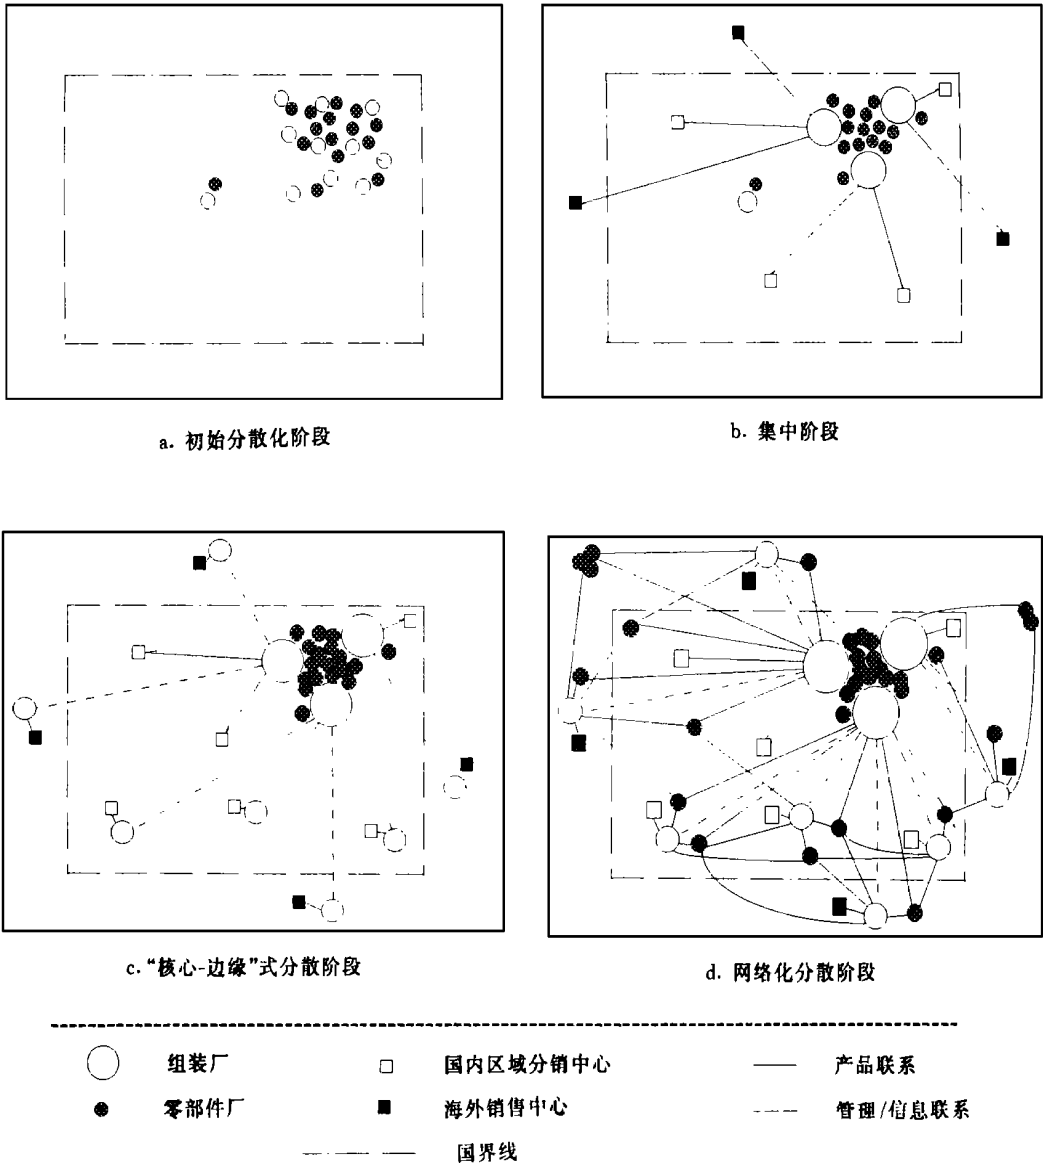 a. 初始分散化阶段
b. 集中阶段
c. “核心-边缘”式分散阶段
d. 网络化分散阶段
组装厂
国内区域分销中心
产品联系
零部件厂
海外销售中心
管理/信息联系
国界线